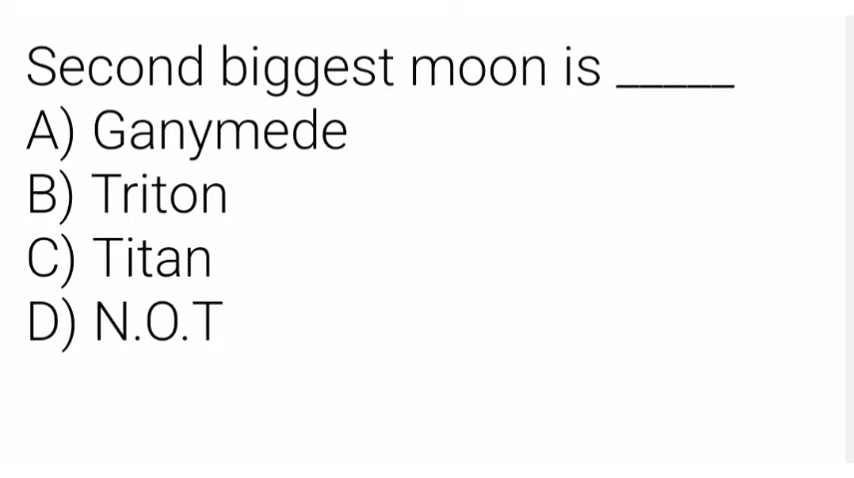 Second biggest moon is _____
A) Ganymede
B) Triton
C) Titan
D) N.O.T